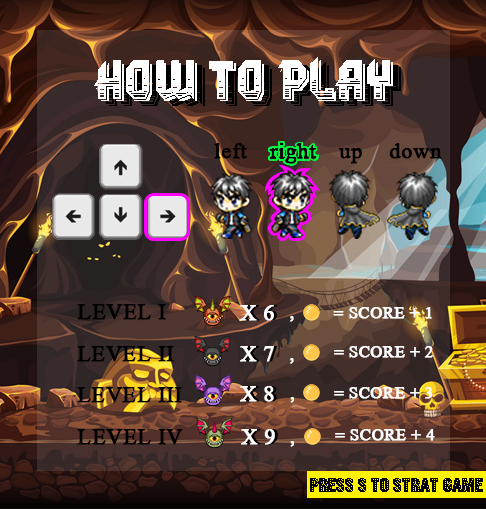 HOW TO PLAY
left right up down
LEVEL I X 6 , = SCORE + 1
LEVEL II X 7 , = SCORE + 2
LEVEL III X 8 , = SCORE + 3
LEVEL IV X 9 , = SCORE + 4
PRESS S TO STRAT GAME